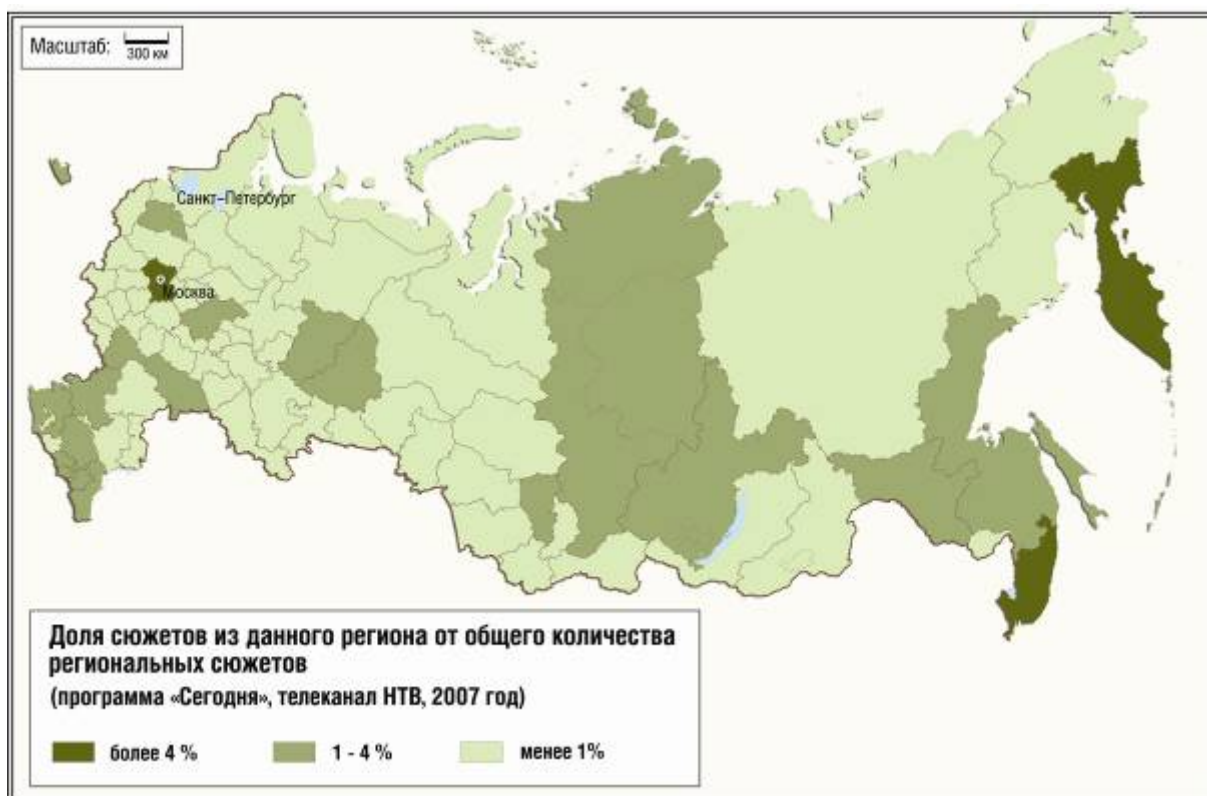 Масштаб:
300 км
Санкт-Петербург
Москва
Доля сюжетов из данного региона от общего количества
региональных сюжетов
(программа «Сегодня», телеканал НТВ, 2007 год)
более 4 %
1 - 4 %
менее 1%